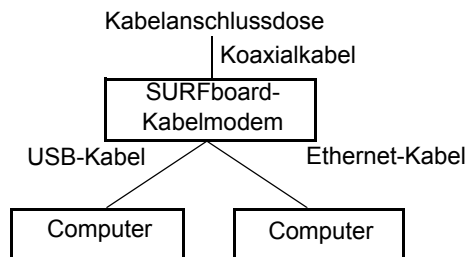 Kabelanschlussdose
Koaxialkabel
SURFboard-
Kabelmodem
USB-Kabel
Ethernet-Kabel
Computer
Computer